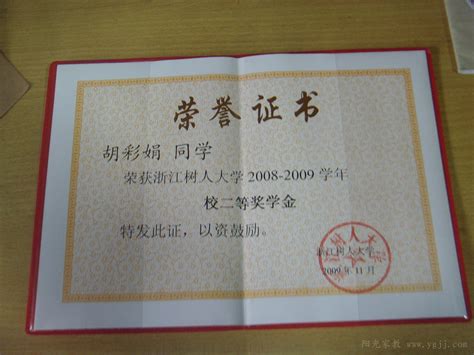 荣誉证书
胡彩娟 同学
荣获浙江树人大学2008-2009学年
校二等奖学金
特发此证，以资鼓励。
浙江树人大学
2009年11月
阳光家教 www.ygjj.com